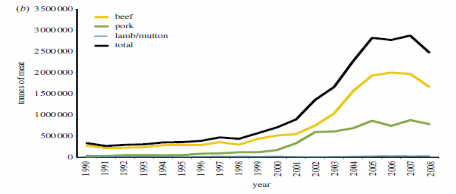 (b) 3 500 000
3 000 000
2 500 000
2 000 000
1 500 000
1 000 000
500 000
0
tonnes of meat
beef
pork
lamb/mutton
total
1990 1991 1992 1993 1994 1995 1996 1997 1998 1999 2000 2001 2002 2003 2004 2005 2006 2007 2008
year